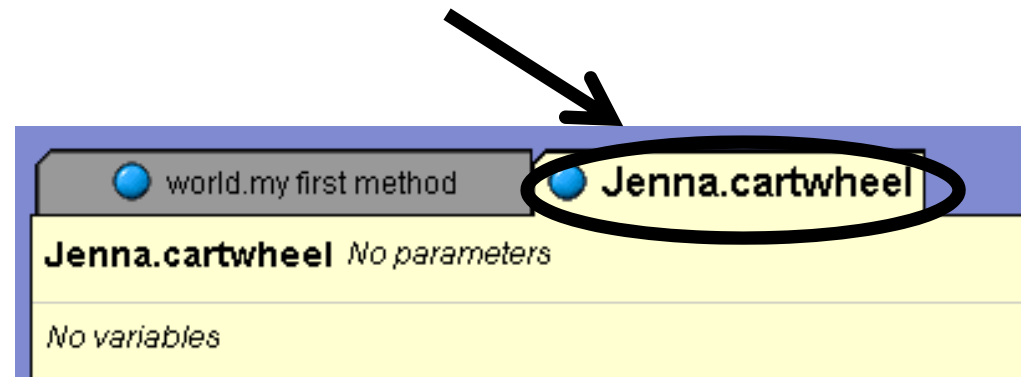 world.my first method Jenna.cartwheel
Jenna.cartwheel No parameters
No variables